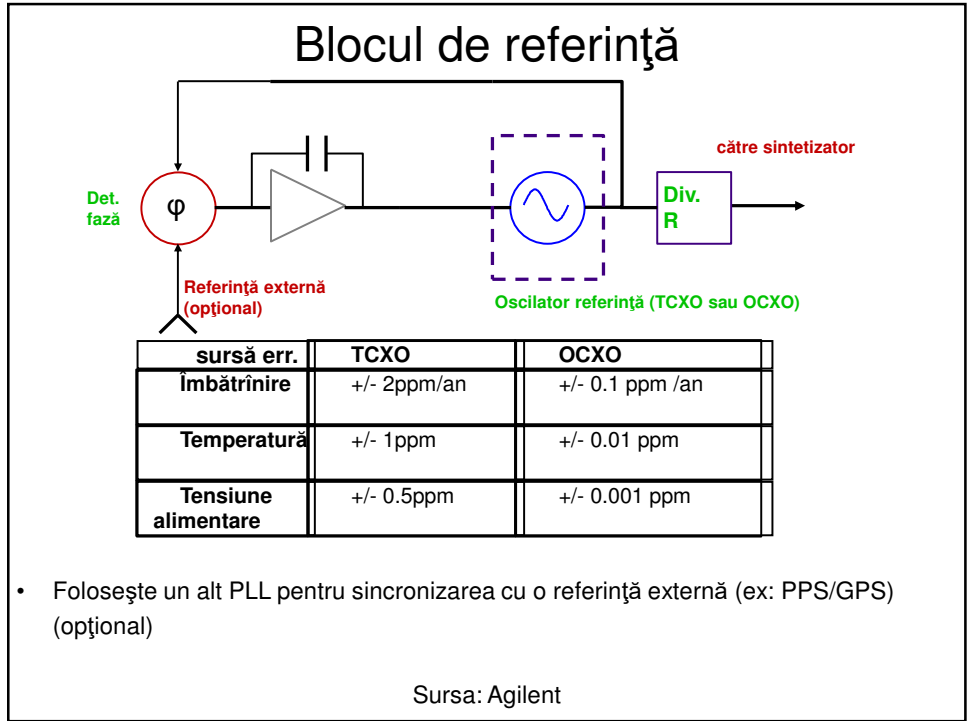 Blocul de referinţă
către sintetizator
Det.
fază
φ
Div.
R
Referinţă externă
(opţional)
Oscilator referinţă (TCXO sau OCXO)
sursă err. TCXO OCXO
Îmbătrînire +/- 2ppm/an +/- 0.1 ppm /an
Temperatură +/- 1ppm +/- 0.01 ppm
Tensiune +/- 0.5ppm +/- 0.001 ppm
alimentare
• Foloseşte un alt PLL pentru sincronizarea cu o referinţă externă (ex: PPS/GPS)
(opţional)
Sursa: Agilent